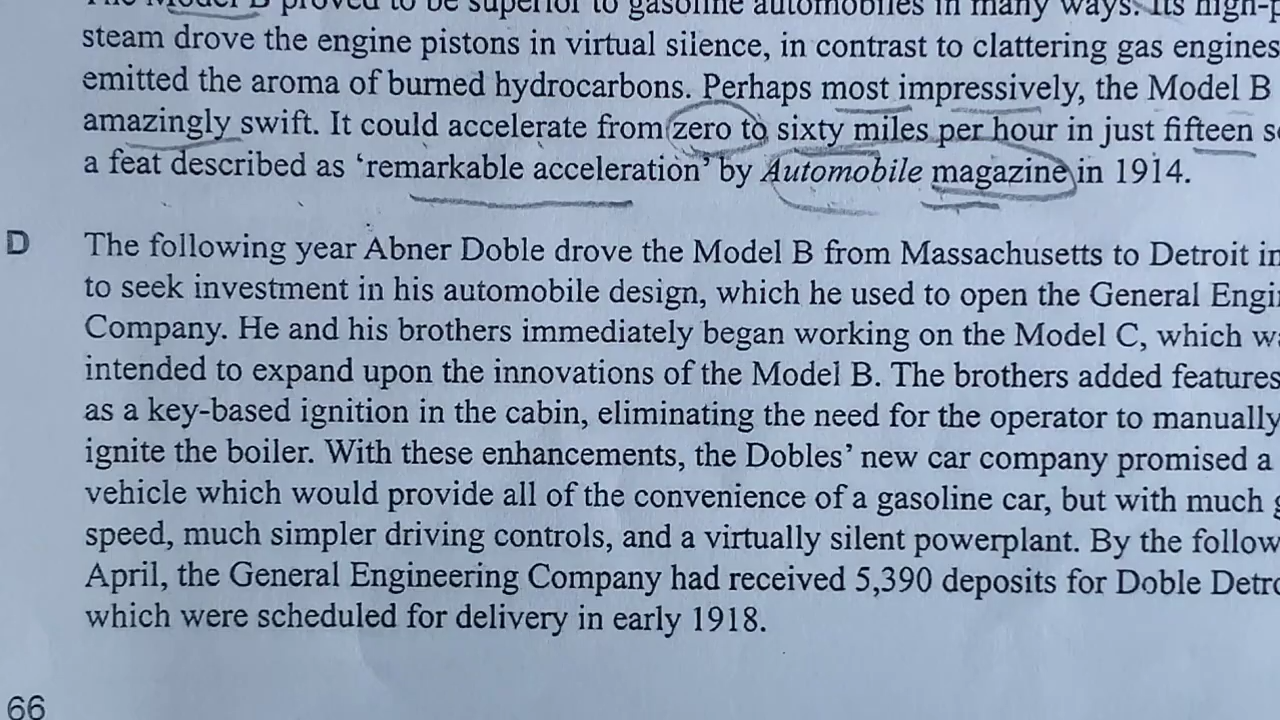 The Model B proved to be superior to gasoline automobiles in many ways. Its high-
steam drove the engine pistons in virtual silence, in contrast to clattering gas engines
emitted the aroma of burned hydrocarbons. Perhaps most impressively, the Model B
amazingly swift. It could accelerate from zero to sixty miles per hour in just fifteen
a feat described as ‘remarkable acceleration’ by Automobile magazine in 1914.
D The following year Abner Doble drove the Model B from Massachusetts to Detroit in
to seek investment in his automobile design, which he used to open the General
Company. He and his brothers immediately began working on the Model C, which
intended to expand upon the innovations of the Model B. The brothers added features
as a key-based ignition in the cabin, eliminating the need for the operator to manually
ignite the boiler. With these enhancements, the Dobles’ new car company promised a
vehicle which would provide all of the convenience of a gasoline car, but with much
speed, much simpler driving controls, and a virtually silent powerplant. By the
April, the General Engineering Company had received 5,390 deposits for Doble
which were scheduled for delivery in early 1918.
66